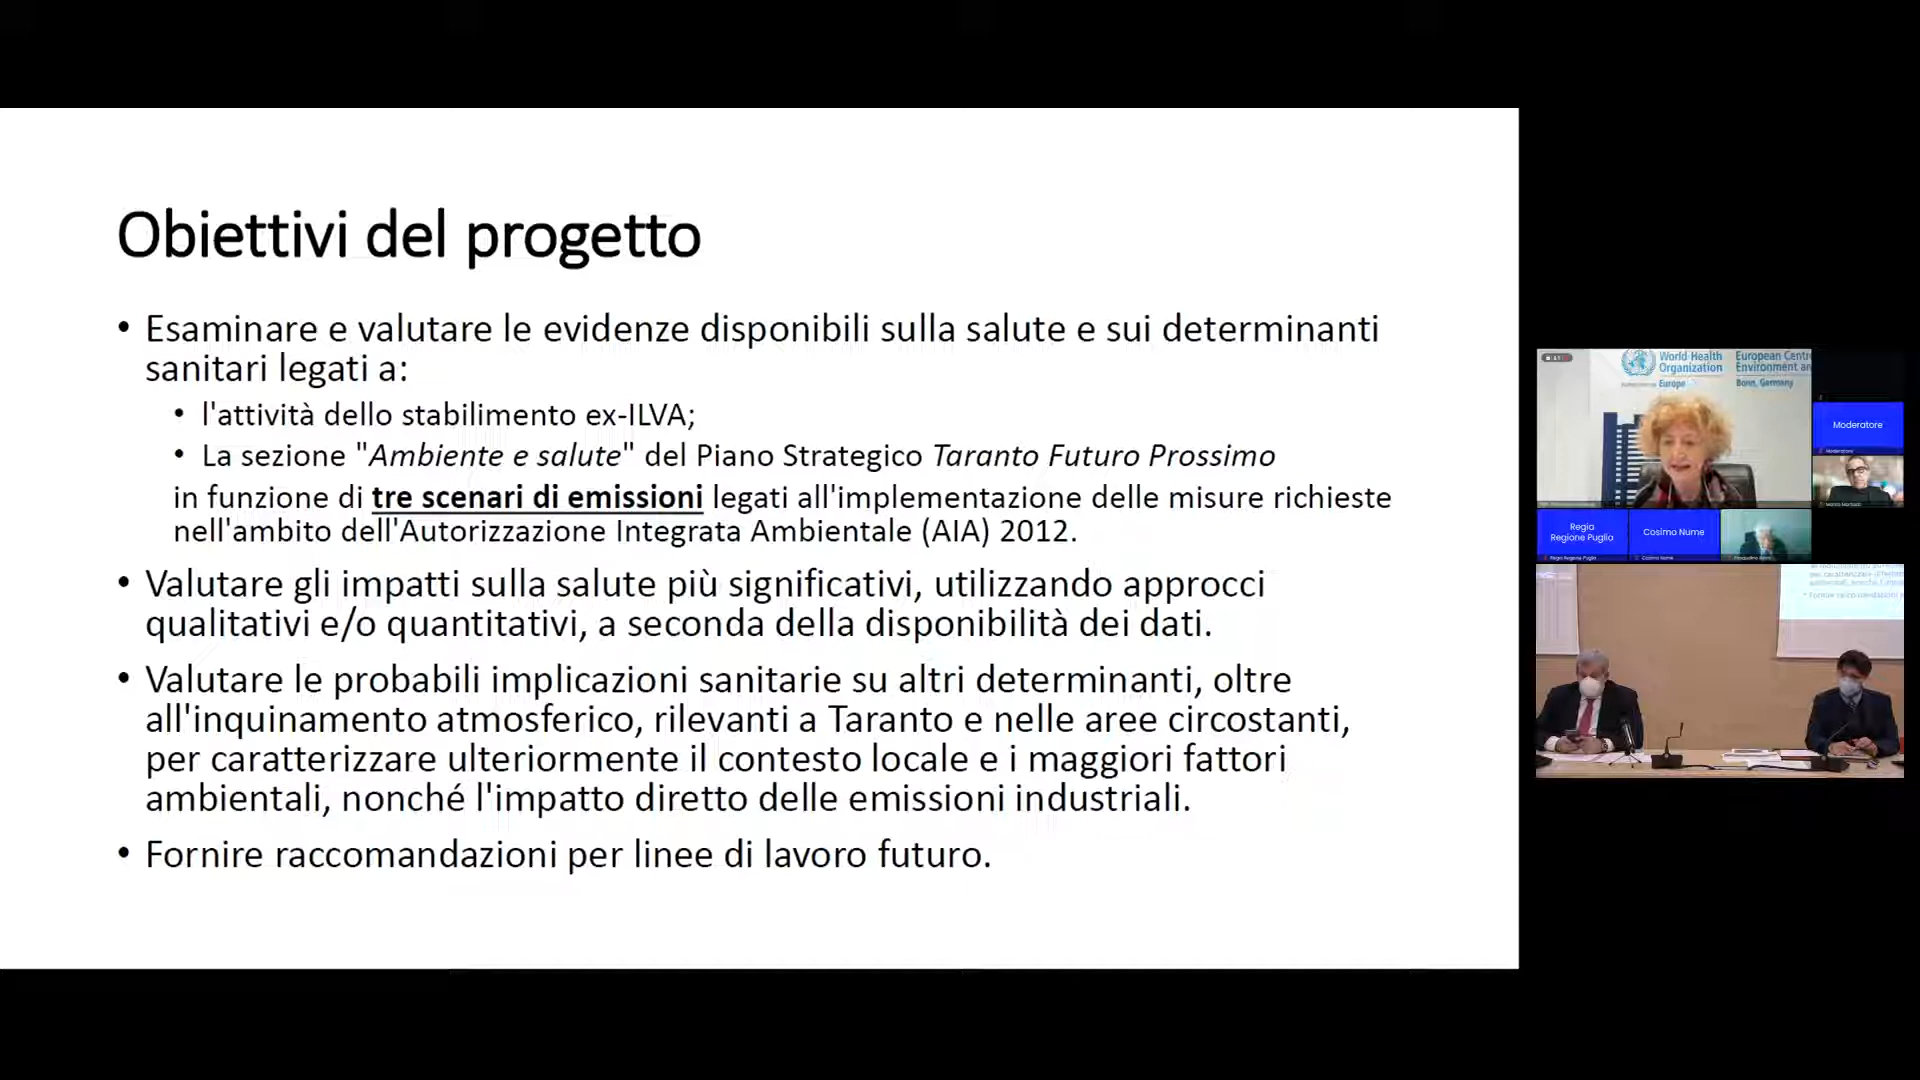 Obiettivi del progetto
• Esaminare e valutare le evidenze disponibili sulla salute e sui determinanti
sanitari legati a:
• l'attività dello stabilimento ex-ILVA;
• La sezione "Ambiente e salute" del Piano Strategico Taranto Futuro Prossimo
in funzione di tre scenari di emissioni legati all'implementazione delle misure richieste
nell'ambito dell'Autorizzazione Integrata Ambientale (AIA) 2012.
• Valutare gli impatti sulla salute più significativi, utilizzando approcci
qualitativi e/o quantitativi, a seconda della disponibilità dei dati.
• Valutare le probabili implicazioni sanitarie su altri determinanti, oltre
all'inquinamento atmosferico, rilevanti a Taranto e nelle aree circostanti,
per caratterizzare ulteriormente il contesto locale e i maggiori fattori
ambientali, nonché l'impatto diretto delle emissioni industriali.
• Fornire raccomandazioni per linee di lavoro futuro.
World Health
Organization
Europe
European Centre
Environment an
Bonn, Germany
Moderatore
Moderatore
Regia
Regione Puglia
Regia Regione Puglia
Cosimo Nume
Cosimo Nume